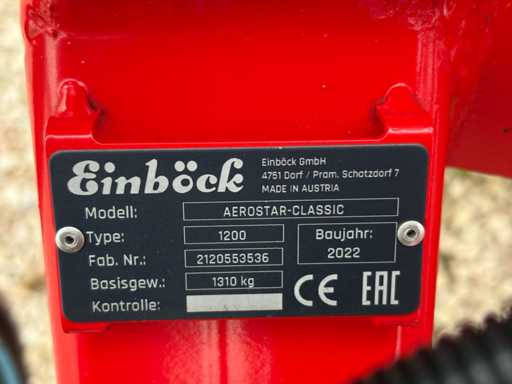 Einböck
Einböck GmbH
4751 Dorf / Pram, Schatzdorf 7
MADE IN AUSTRIA
Modell: AEROSTAR-CLASSIC
Type: 1200
Baujahr:
2022
Fab. Nr.: 2120553536
Basisgew.: 1310 kg
Kontrolle:
CE EAC